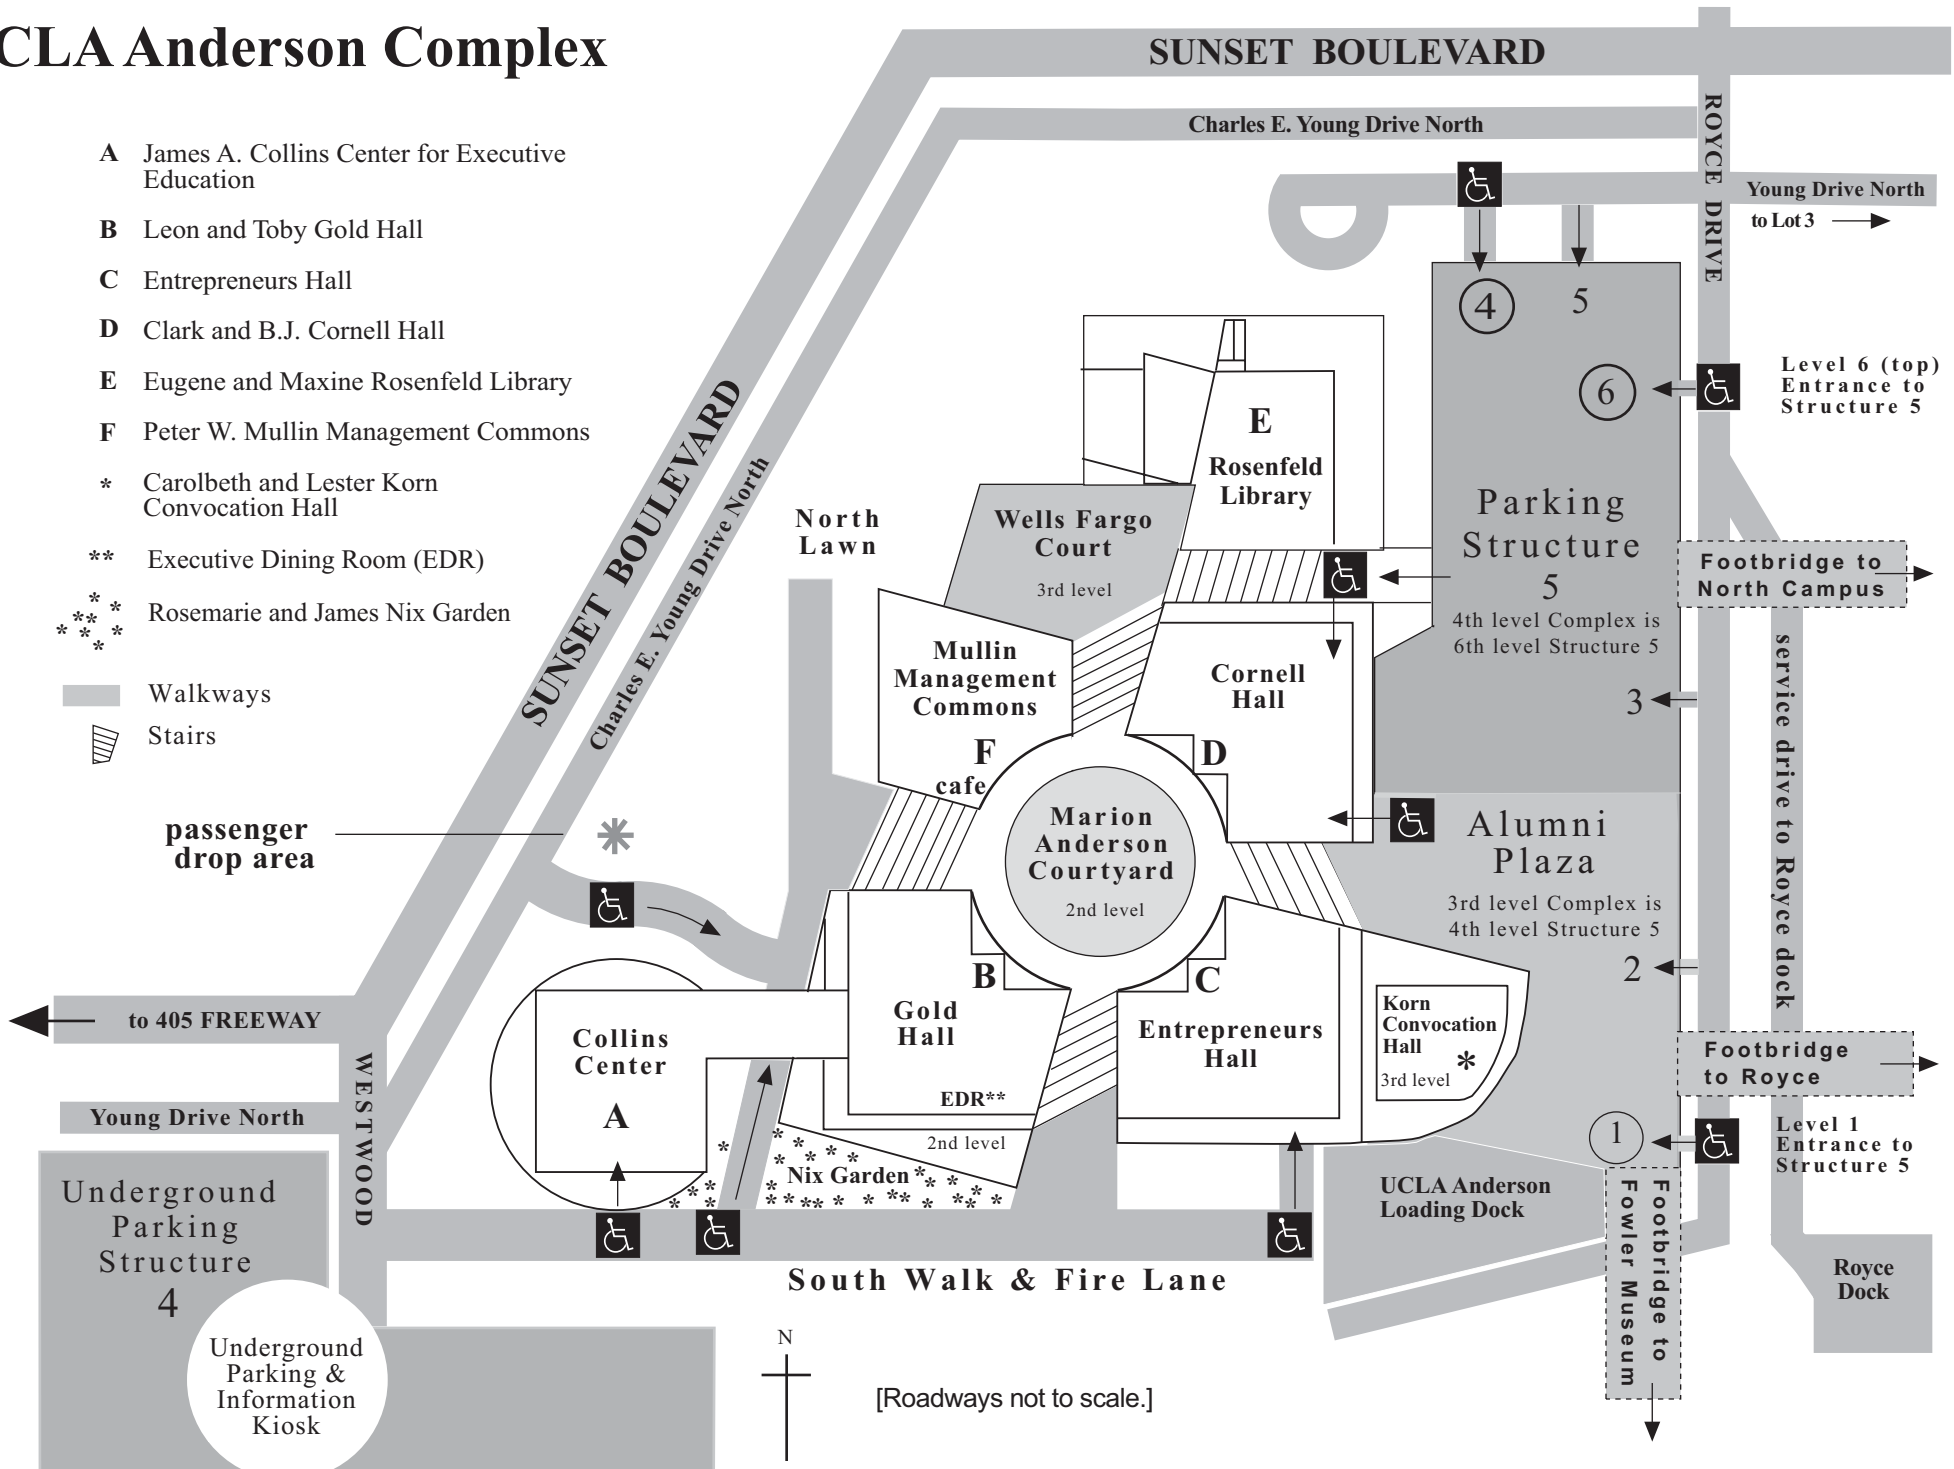 CLA Anderson Complex
A James A. Collins Center for Executive
Education
B Leon and Toby Gold Hall
C Entrepreneurs Hall
D Clark and B.J. Cornell Hall
E Eugene and Maxine Rosenfeld Library
F Peter W. Mullin Management Commons
* Carolbeth and Lester Korn
Convocation Hall
** Executive Dining Room (EDR)
Rosemarie and James Nix Garden
Walkways
Stairs
passenger
drop area
SUNSET BOULEVARD
Charles E. Young Drive North
ROYCE DRIVE
Young Drive North
to Lot 3
4
5
6
Level 6 (top)
Entrance to
Structure 5
SUNSET BOULEVARD
Charles E. Young Drive North
North
Lawn
E
Rosenfeld
Library
Wells Fargo
Court
3rd level
Parking
Structure
5
4th level Complex is
6th level Structure 5
Footbridge to
North Campus
Mullin
Management
Commons
F
cafe
Cornell
Hall
D
3
service drive to Royce dock
Marion
Anderson
Courtyard
2nd level
Alumni
Plaza
3rd level Complex is
4th level Structure 5
2
B
Gold
Hall
EDR**
2nd level
C
Entrepreneurs
Hall
Korn
Convocation
Hall
*
3rd level
Footbridge
to Royce
1
Level 1
Entrance to
Structure 5
to 405 FREEWAY
WESTWOOD
Young Drive North
Collins
Center
A
Nix Garden
UCLA Anderson
Loading Dock
Footbridge to
Fowler Museum
Royce
Dock
South Walk & Fire Lane
Underground
Parking
Structure
4
Underground
Parking &
Information
Kiosk
N
[Roadways not to scale.]